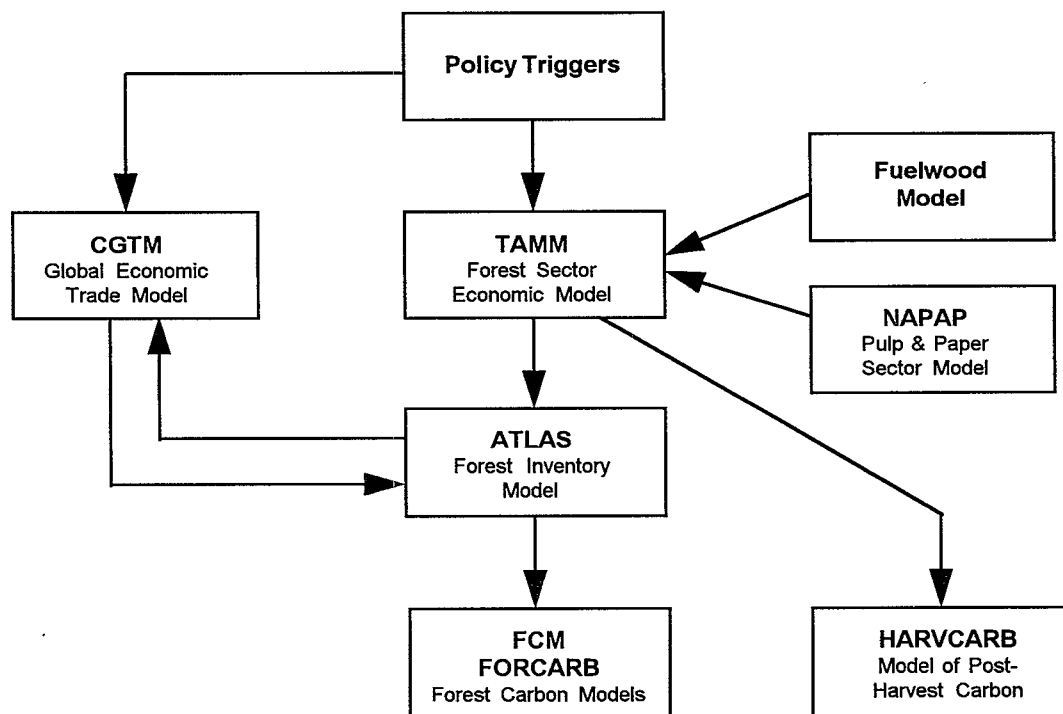 Policy Triggers
Fuelwood
Model
CGTM
Global Economic
Trade Model
TAMM
Forest Sector
Economic Model
NAPAP
Pulp & Paper
Sector Model
ATLAS
Forest Inventory
Model
FCM
FORCARB
Forest Carbon Models
HARVCARB
Model of Post-
Harvest Carbon